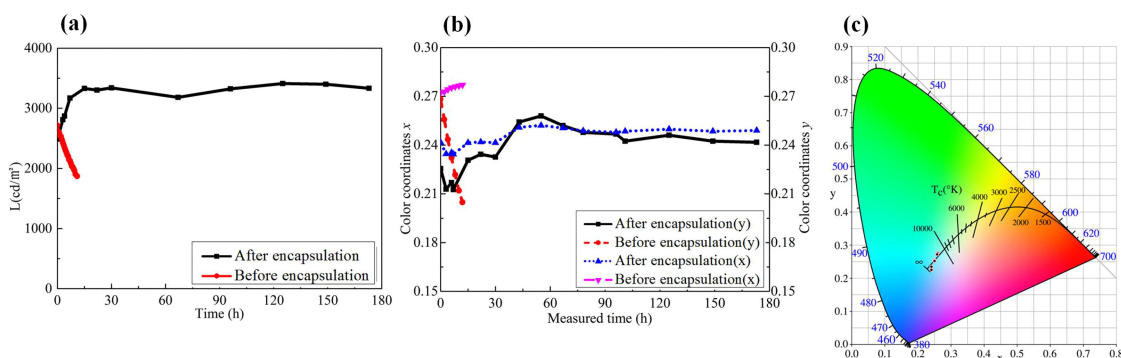 (a)
4000
3300
2000
1800
0
L(cd/m²)
0 15 30 60 90 120 150 180
Time (h)
After encapsulation
Before encapsulation
(b)
0.30
0.27
0.24
0.21
0.18
0.15
Color coordinates x
0.30
0.27
0.24
0.21
0.18
0.15
Color coordinates y
0 15 30 60 90 120 150 180
Measured time (h)
After encapsulation(y)
Before encapsulation(y)
After encapsulation(x)
Before encapsulation(x)
(c)
0.9
0.8
0.7
0.6
0.5
y
0.4
0.3
0.2
0.1
0.0
0.0 0.1 0.2 0.3 0.4 0.5 0.6 0.7 0.8
x
520
540
560
580
600
620
700
500
490
480
470
460
380
Tc(°K)
∞
10000
6000
4000
3000
2500
2000
1500